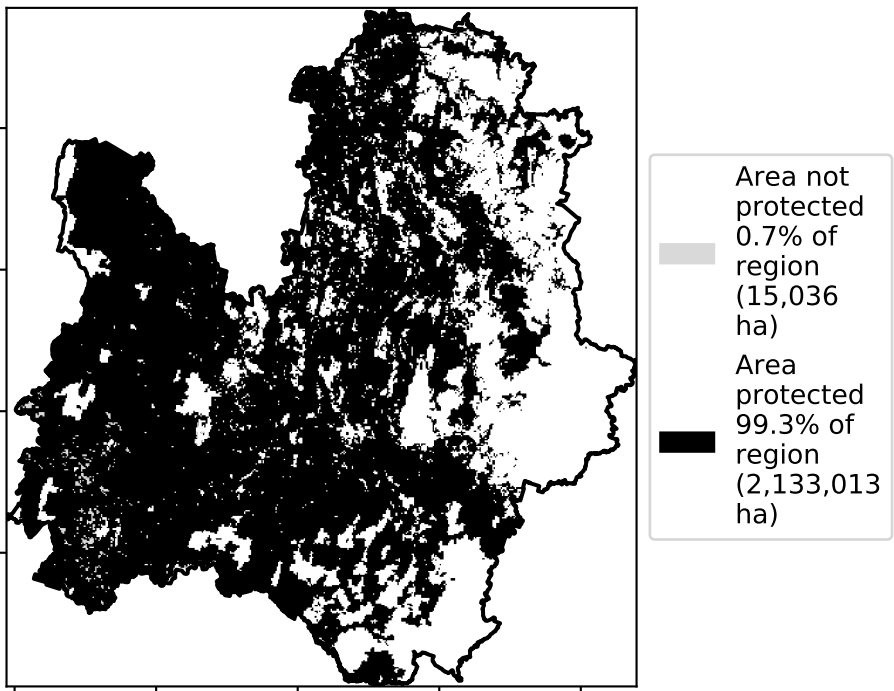 Area not
protected
0.7% of
region
(15,036
ha)
Area
protected
99.3% of
region
(2,133,013
ha)